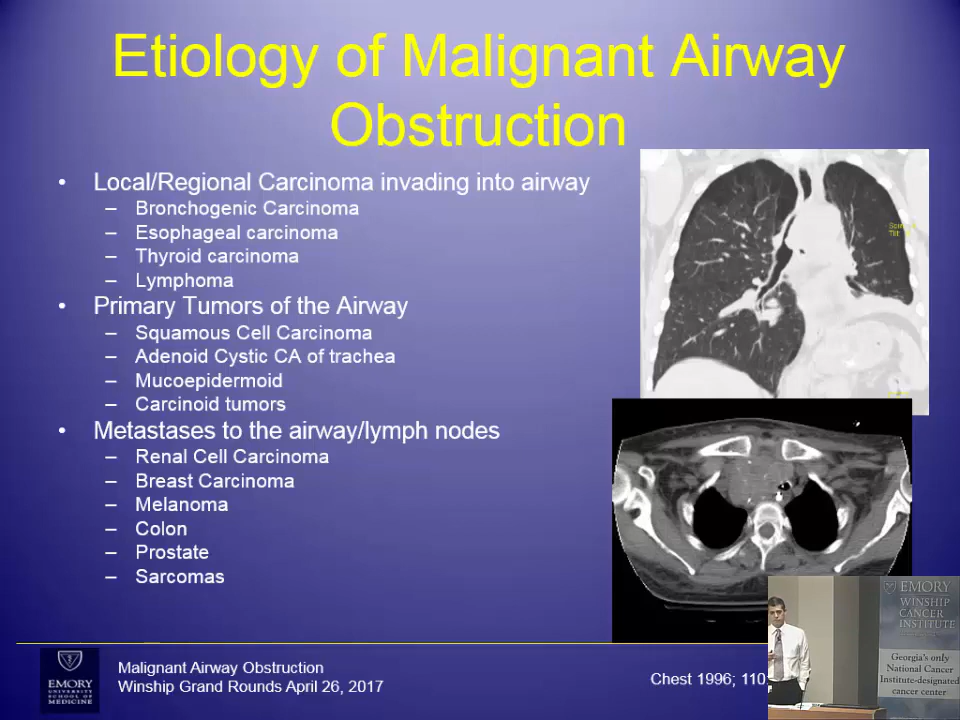 Etiology of Malignant Airway
Obstruction
• Local/Regional Carcinoma invading into airway
– Bronchogenic Carcinoma
– Esophageal carcinoma
– Thyroid carcinoma
– Lymphoma
• Primary Tumors of the Airway
– Squamous Cell Carcinoma
– Adenoid Cystic CA of trachea
– Mucoepidermoid
– Carcinoid tumors
• Metastases to the airway/lymph nodes
– Renal Cell Carcinoma
– Breast Carcinoma
– Melanoma
– Colon
– Prostate
– Sarcomas
EMORY
UNIVERSITY
SCHOOL OF
MEDICINE
Malignant Airway Obstruction
Winship Grand Rounds April 26, 2017
Chest 1996; 110
EMORY
WINSHIP
CANCER
INSTITUTE
Georgia's only
National Cancer
Institute-designated
cancer center